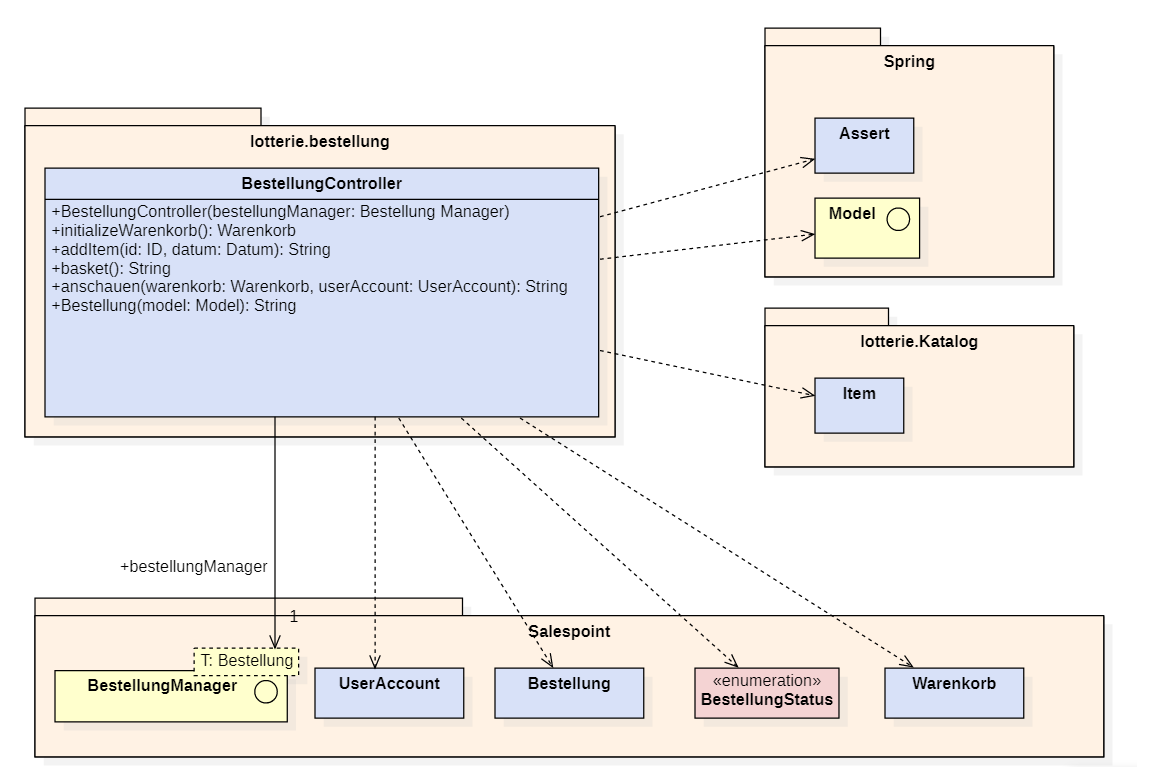 Spring
Assert
Model
lotterie.bestellung
BestellungController
+BestellungController(bestellungManager: Bestellung Manager)
+initializeWarenkorb(): Warenkorb
+addItem(id: ID, datum: Datum): String
+basket(): String
+anschauen(warenkorb: Warenkorb, userAccount: UserAccount): String
+Bestellung(model: Model): String
lotterie.Katalog
Item
+bestellungManager
1
Salespoint
T: Bestellung
BestellungManager
UserAccount
Bestellung
«enumeration»
BestellungStatus
Warenkorb